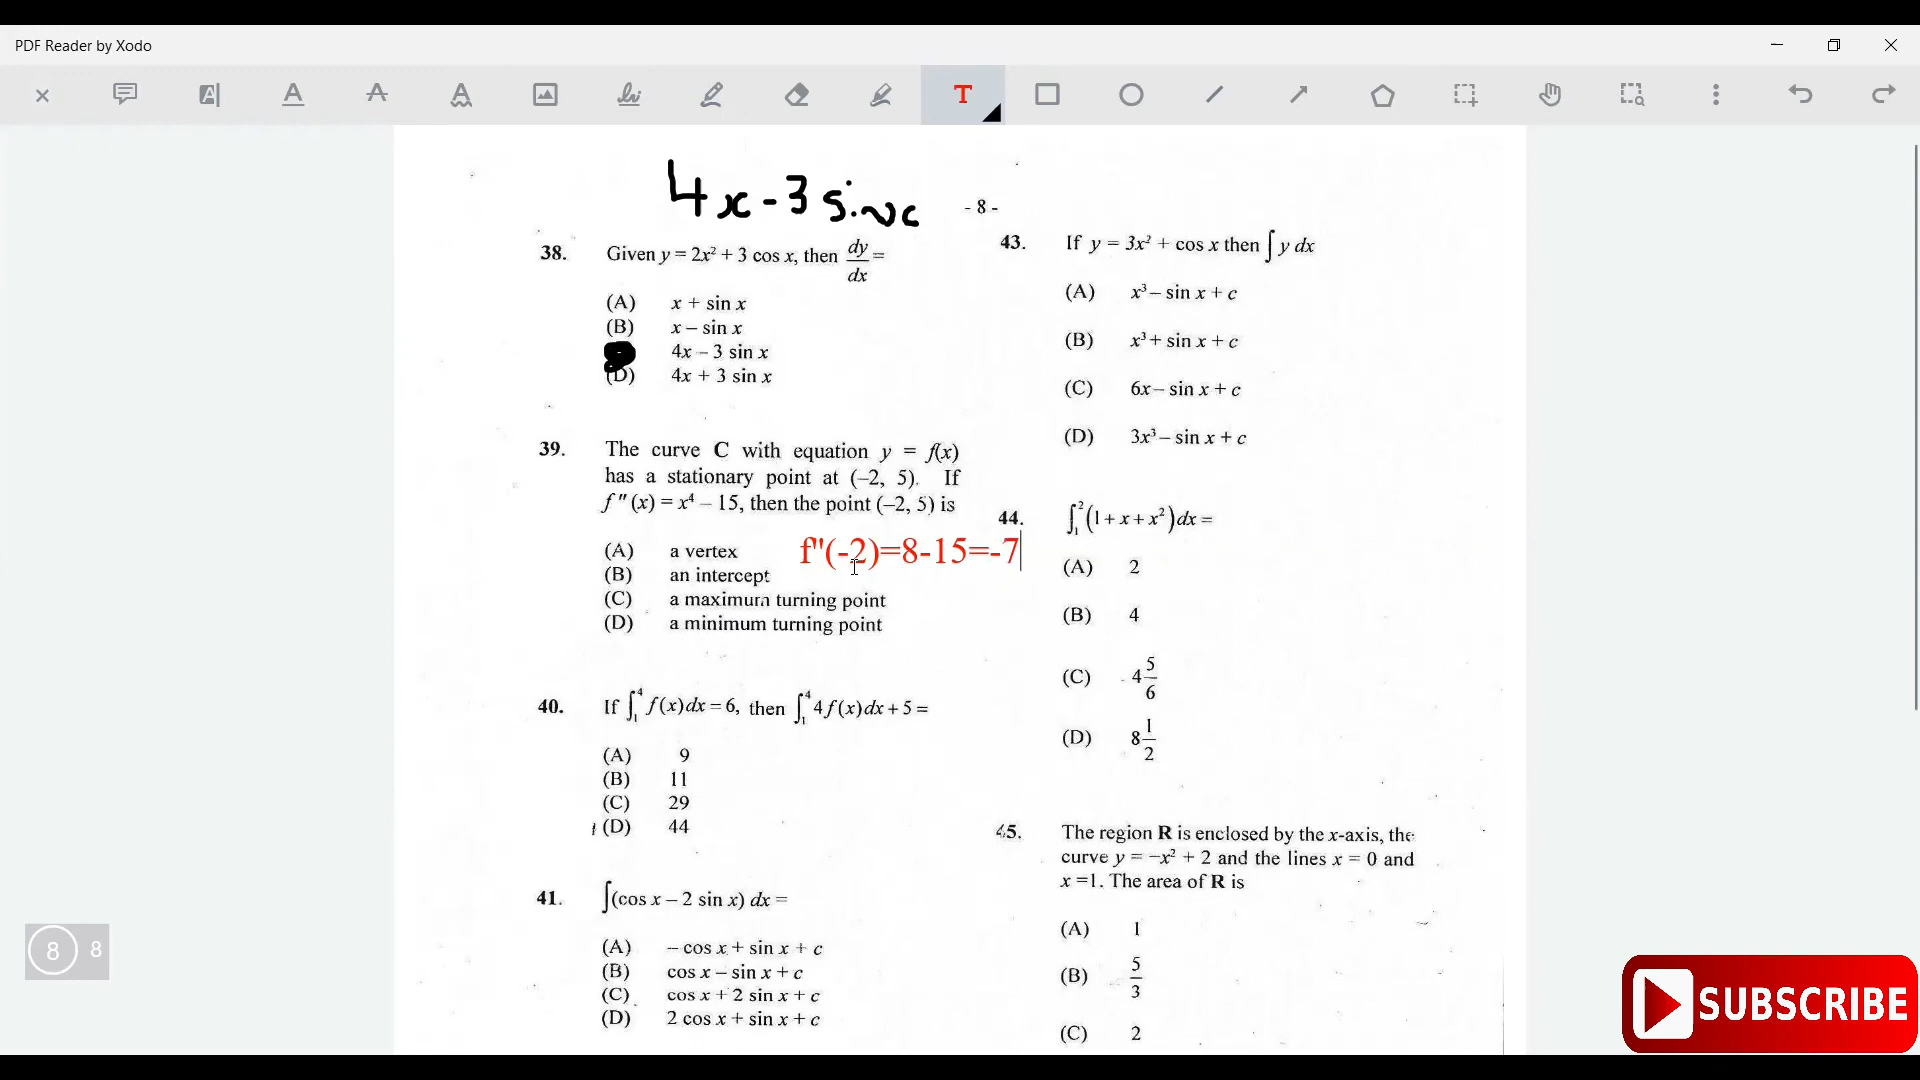 PDF Reader by Xodo
4x-3 sinx
- 8 -
38. Given y = 2x² + 3 cos x, then dy/dx =
(A) x + sin x
(B) x – sin x
4x – 3 sin x
(D) 4x + 3 sin x
39. The curve C with equation y = f(x)
has a stationary point at (–2, 5). If
f ″ (x) = x⁴ – 15, then the point (–2, 5) is
f"(-2)=8-15=-7
(A) a vertex
(B) an intercept
(C) a maximum turning point
(D) a minimum turning point
40. If ∫₁⁴ f(x)dx = 6, then ∫₁⁴ 4f(x)dx + 5 =
(A) 9
(B) 11
(C) 29
(D) 44
41. ∫(cos x – 2 sin x) dx =
(A) – cos x + sin x + c
(B) cos x – sin x + c
(C) cos x + 2 sin x + c
(D) 2 cos x + sin x + c
43. If y = 3x² + cos x then ∫ y dx
(A) x³ – sin x + c
(B) x³ + sin x + c
(C) 6x – sin x + c
(D) 3x³ – sin x + c
44. ∫₁² (1 + x + x²) dx =
(A) 2
(B) 4
(C) 4 5/6
(D) 8 1/2
45. The region R is enclosed by the x-axis, the
curve y = –x² + 2 and the lines x = 0 and
x =1. The area of R is
(A) 1
(B) 5/3
(C) 2
8 8
SUBSCRIBE